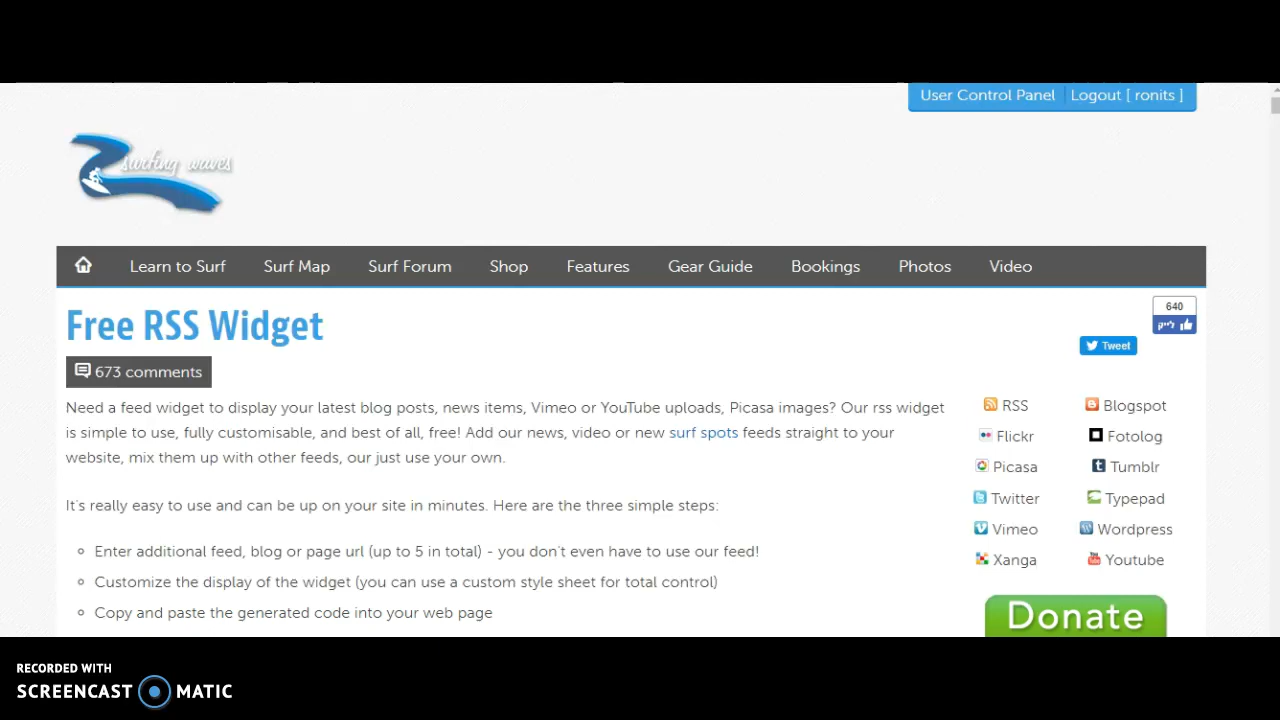 User Control Panel Logout [ ronits ]
surfing waves
Learn to Surf Surf Map Surf Forum Shop Features Gear Guide Bookings Photos Video
Free RSS Widget
640
לייק
Tweet
673 comments
Need a feed widget to display your latest blog posts, news items, Vimeo or YouTube uploads, Picasa images? Our rss widget
is simple to use, fully customisable, and best of all, free! Add our news, video or new surf spots feeds straight to your
website, mix them up with other feeds, our just use your own.
It's really easy to use and can be up on your site in minutes. Here are the three simple steps:
Enter additional feed, blog or page url (up to 5 in total) - you don't even have to use our feed!
Customize the display of the widget (you can use a custom style sheet for total control)
Copy and paste the generated code into your web page
RSS Blogspot
Flickr Fotolog
Picasa Tumblr
Twitter Typepad
Vimeo Wordpress
Xanga Youtube
Donate
RECORDED WITH
SCREENCAST MATIC